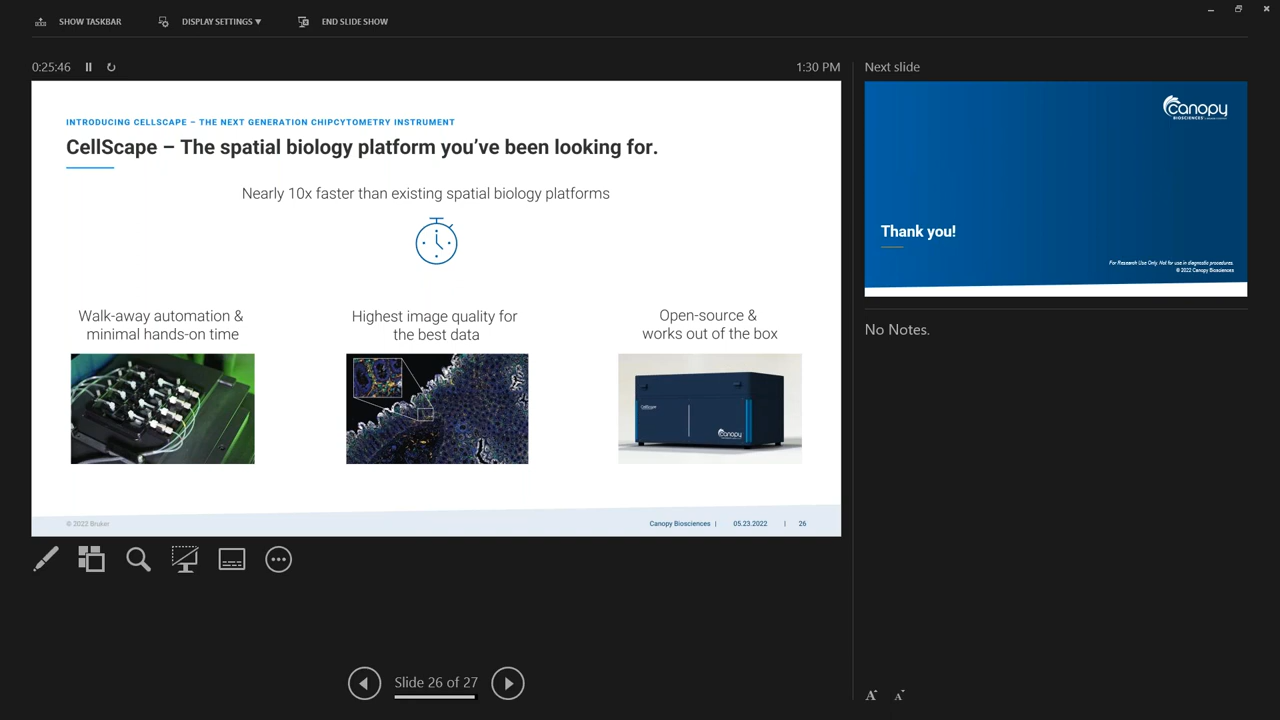 SHOW TASKBAR
DISPLAY SETTINGS ▼
END SLIDE SHOW
0:25:46
1:30 PM
INTRODUCING CELLSCAPE – THE NEXT GENERATION CHIPCYTOMETRY INSTRUMENT
CellScape – The spatial biology platform you've been looking for.
Nearly 10x faster than existing spatial biology platforms
Walk-away automation &
minimal hands-on time
Highest image quality for
the best data
Open-source &
works out of the box
CellScape
canopy
© 2022 Bruker
Canopy Biosciences |
05.23.2022
|
26
Slide 26 of 27
Next slide
canopy
BIOSCIENCES
Thank you!
For Research Use Only. Not for use in diagnostic procedures.
© 2022 Canopy Biosciences
No Notes.
A
A